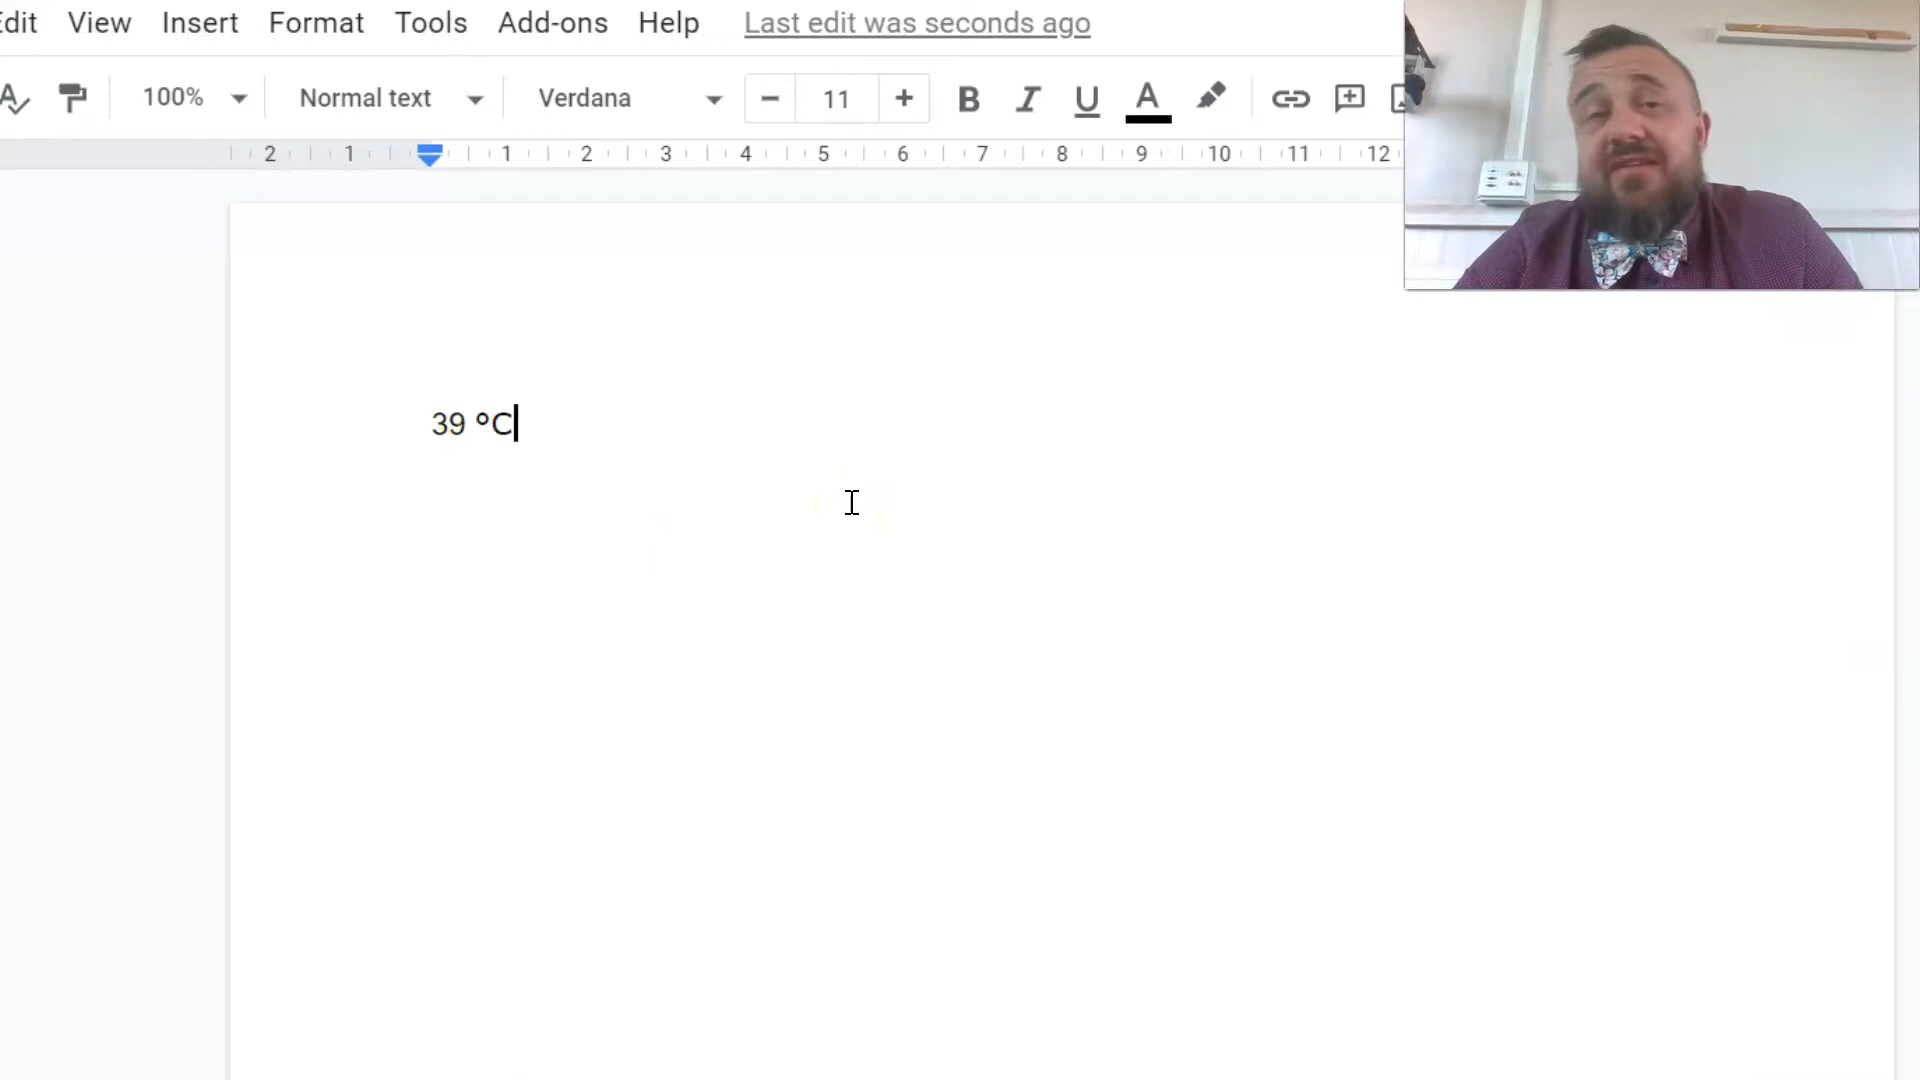 Edit View Insert Format Tools Add-ons Help Last edit was seconds ago
100% Normal text Verdana 11 B I U A
2 1 1 2 3 4 5 6 7 8 9 10 11 12
39 ºC